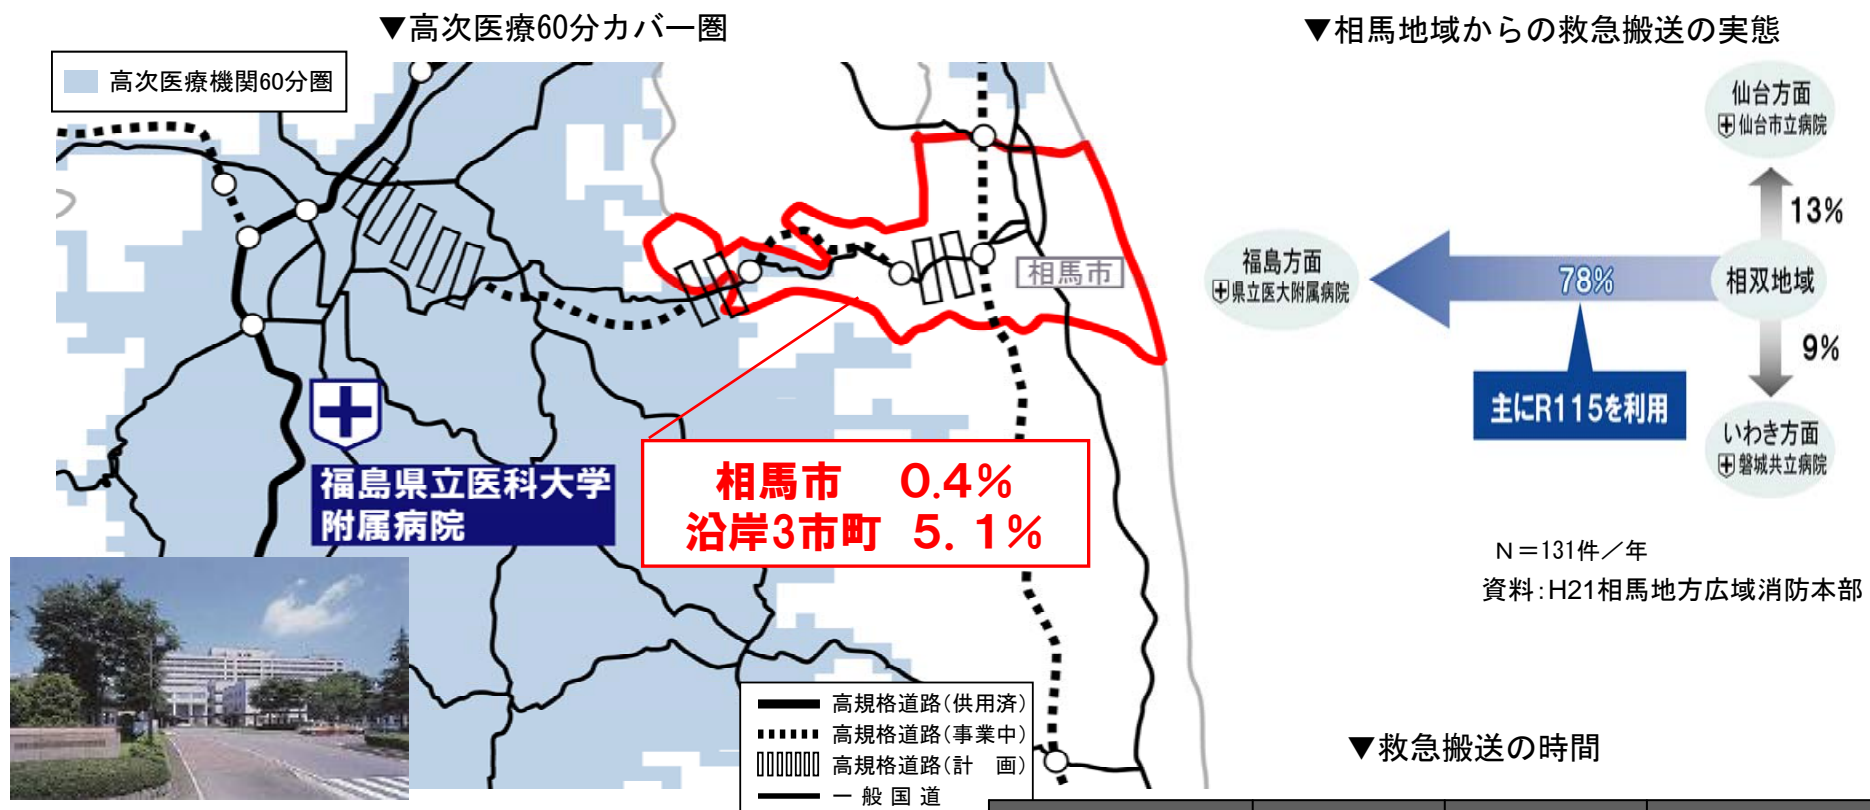 ▼高次医療60分カバー圏
高次医療機関60分圏
相馬市
福島県立医科大学
附属病院
相馬市 0.4%
沿岸3市町 5.1%
高規格道路(供用済)
高規格道路(事業中)
高規格道路(計 画)
一 般 国 道
▼相馬地域からの救急搬送の実態
仙台方面
仙台市立病院
13%
福島方面
県立医大附属病院
78%
相双地域
9%
主にR115を利用
いわき方面
磐城共立病院
N=131件/年
資料:H21相馬地方広域消防本部
▼救急搬送の時間